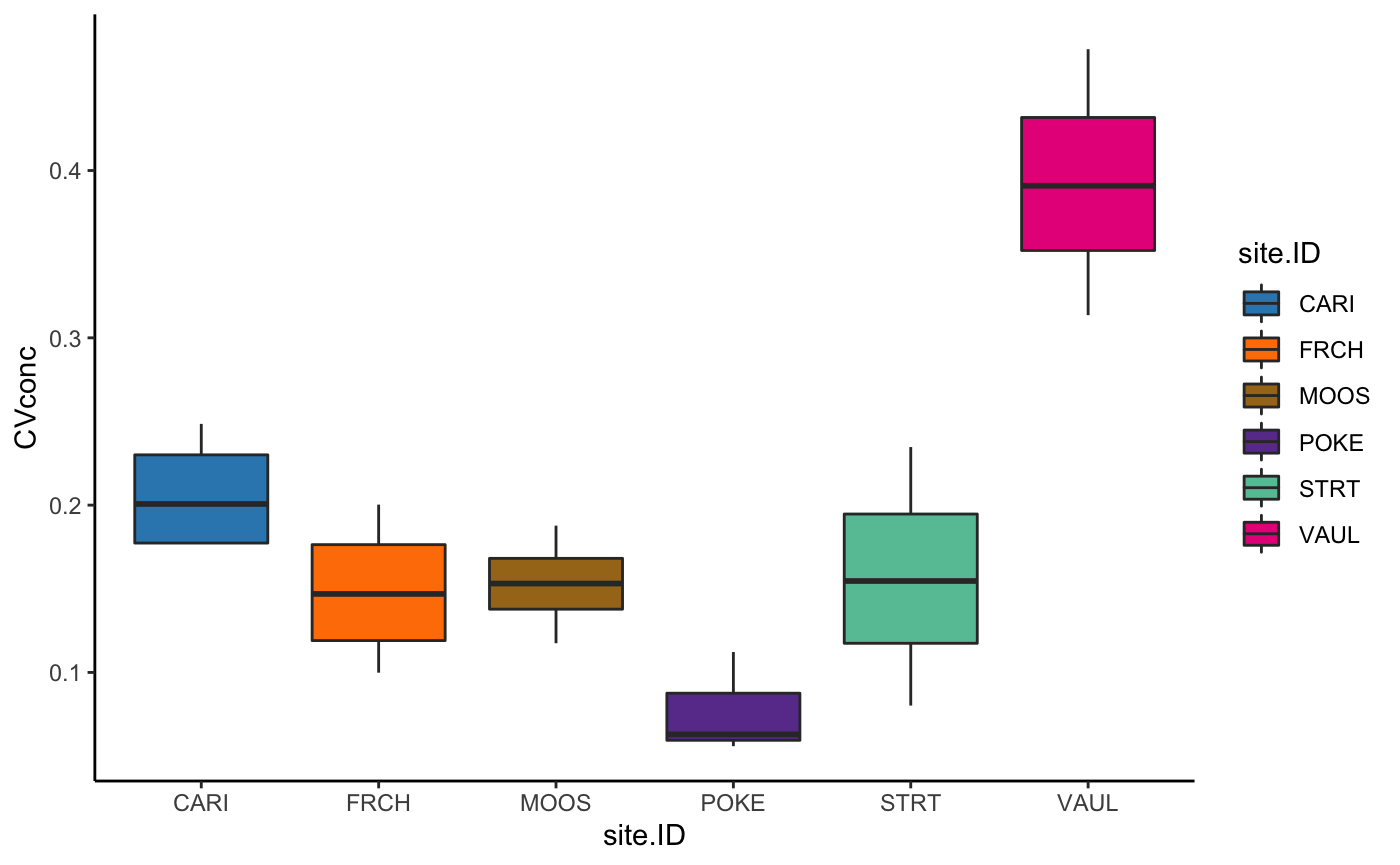 CVconc
0.4
0.3
0.2
0.1
CARI FRCH MOOS POKE STRT VAUL
site.ID
site.ID
CARI
FRCH
MOOS
POKE
STRT
VAUL